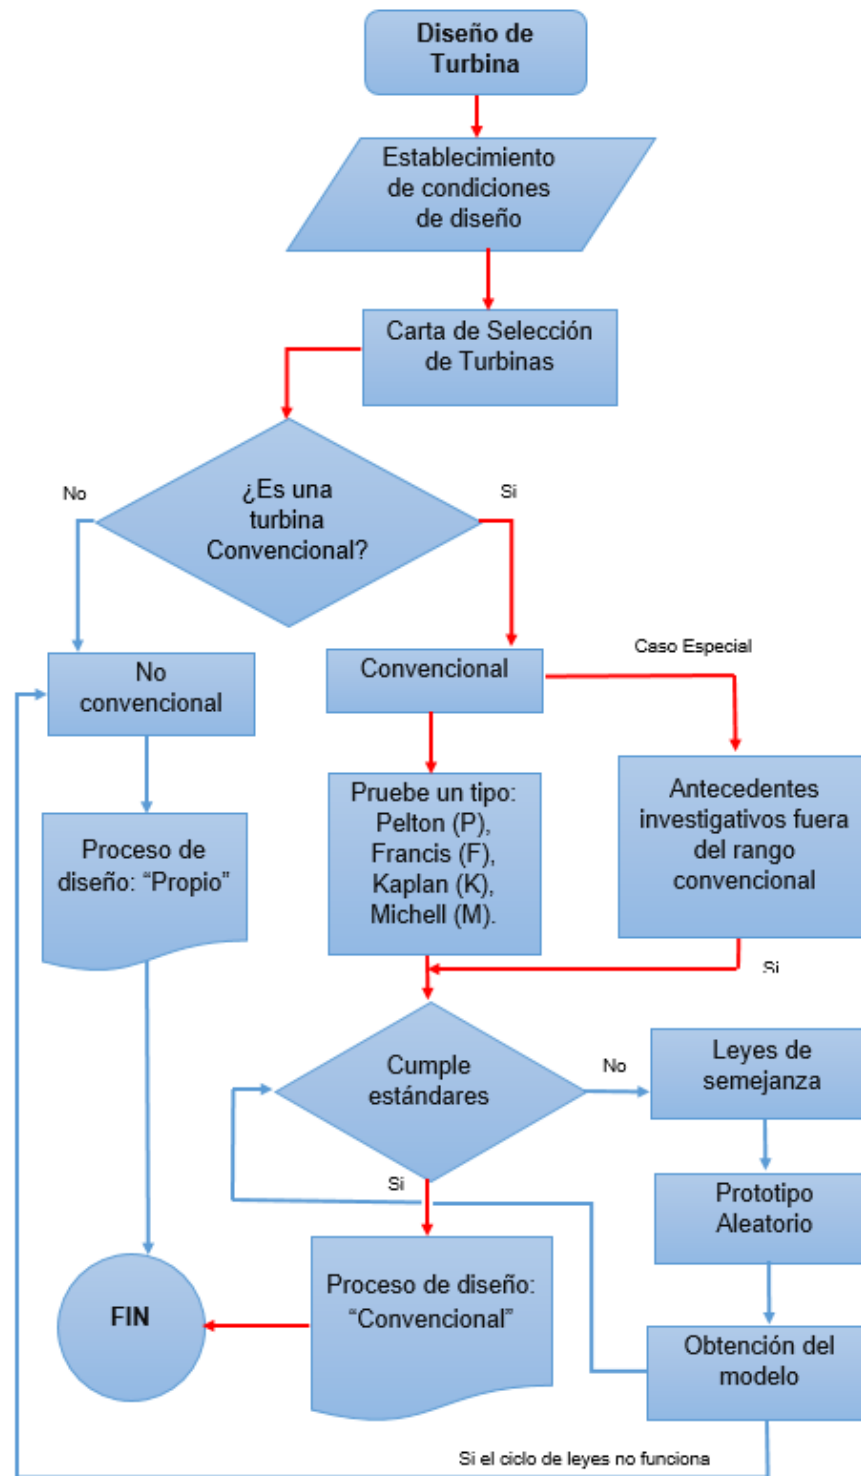 Diseño de
Turbina
Establecimiento
de condiciones
de diseño
Carta de Selección
de Turbinas
¿Es una
turbina
Convencional?
No
Si
No
convencional
Convencional
Caso Especial
Proceso de
diseño: “Propio”
Pruebe un tipo:
Pelton (P),
Francis (F),
Kaplan (K),
Michell (M).
Antecedentes
investigativos fuera
del rango
convencional
Si
Cumple
estándares
No
Leyes de
semejanza
Si
Prototipo
Aleatorio
FIN
Proceso de diseño:
“Convencional”
Obtención del
modelo
Si el ciclo de leyes no funciona